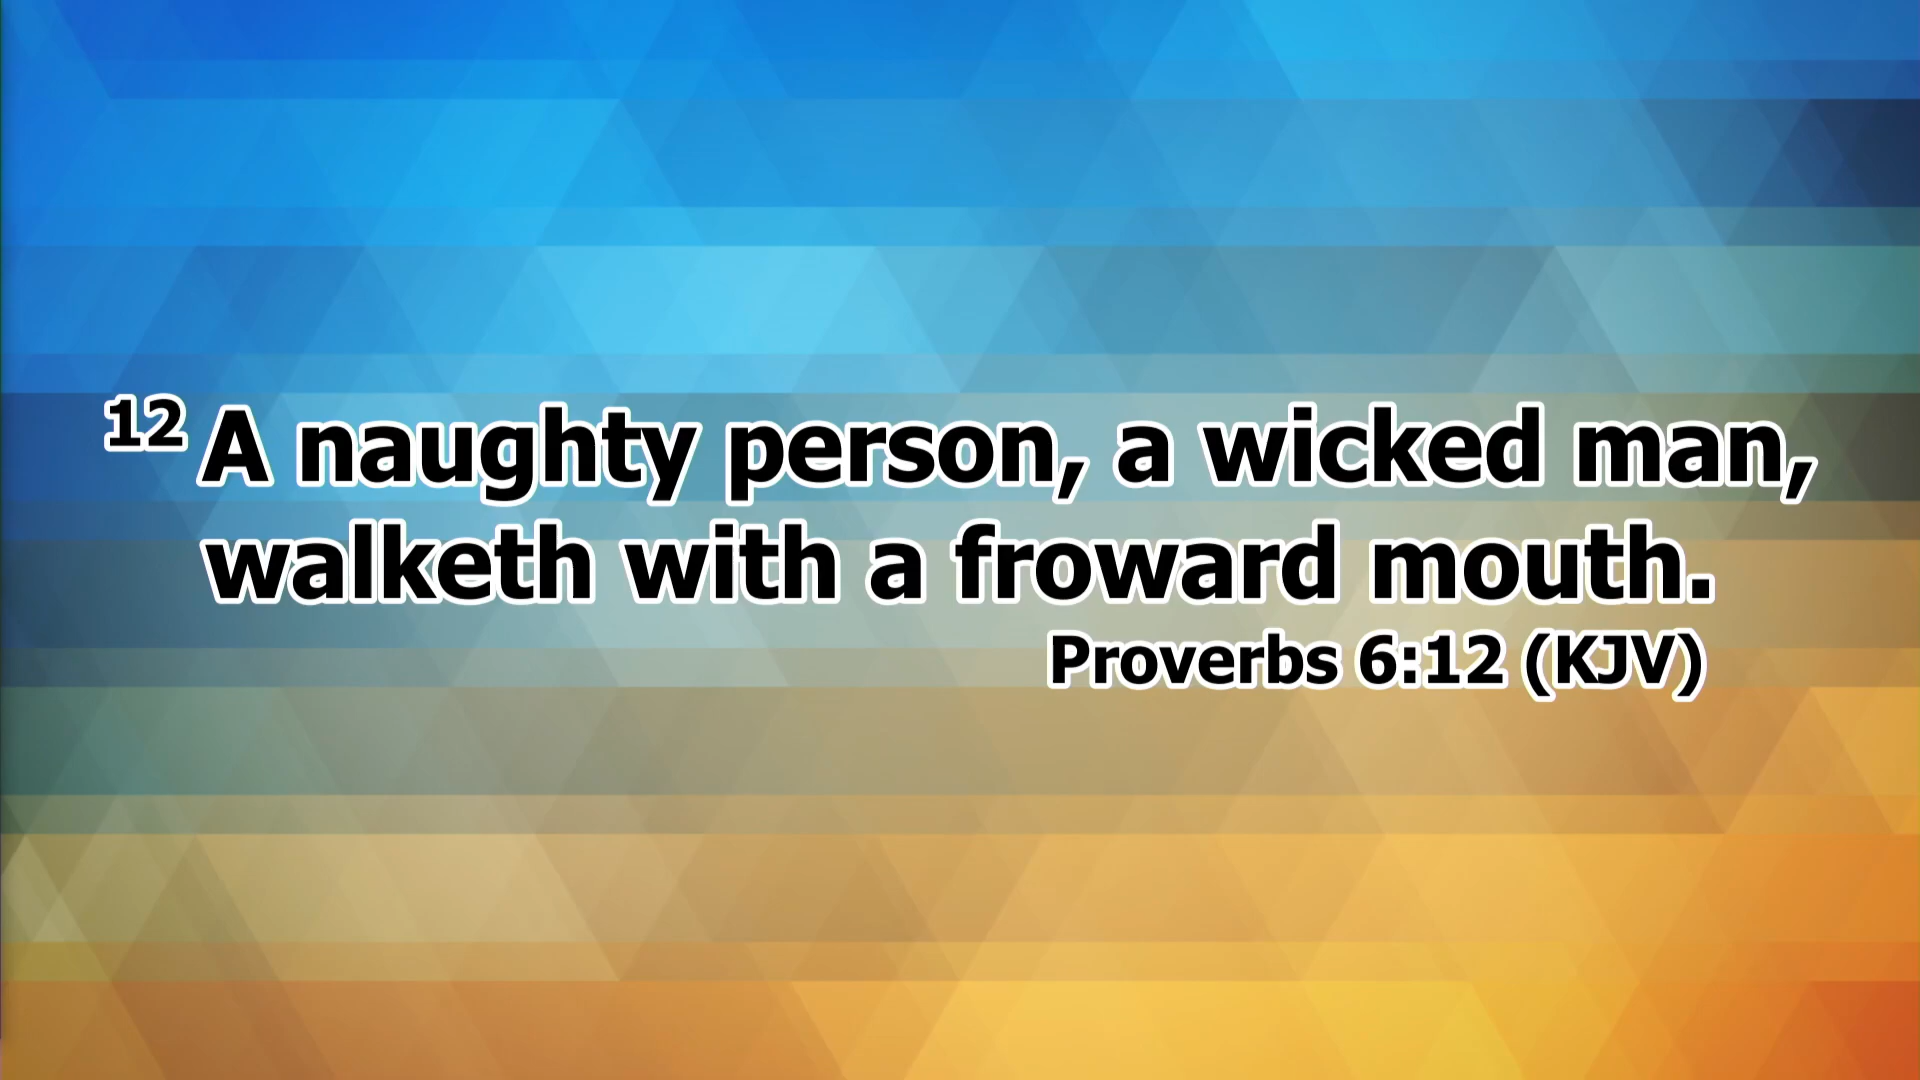 12 A naughty person, a wicked man,
walketh with a froward mouth.
Proverbs 6:12 (KJV)